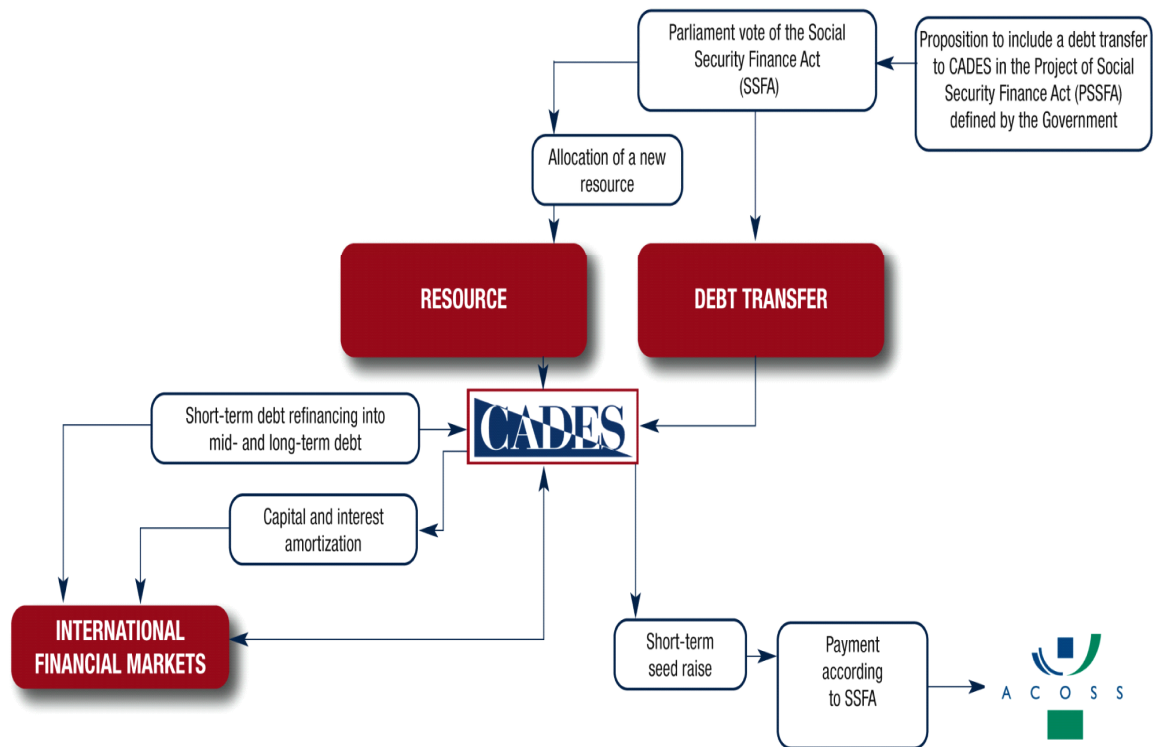 Parliament vote of the Social
Security Finance Act
(SSFA)
Proposition to include a debt transfer
to CADES in the Project of Social
Security Finance Act (PSSFA)
defined by the Government
Allocation of a new
resource
RESOURCE
DEBT TRANSFER
Short-term debt refinancing into
mid- and long-term debt
CADES
Capital and interest
amortization
INTERNATIONAL
FINANCIAL MARKETS
Short-term
seed raise
Payment
according
to SSFA
ACOSS